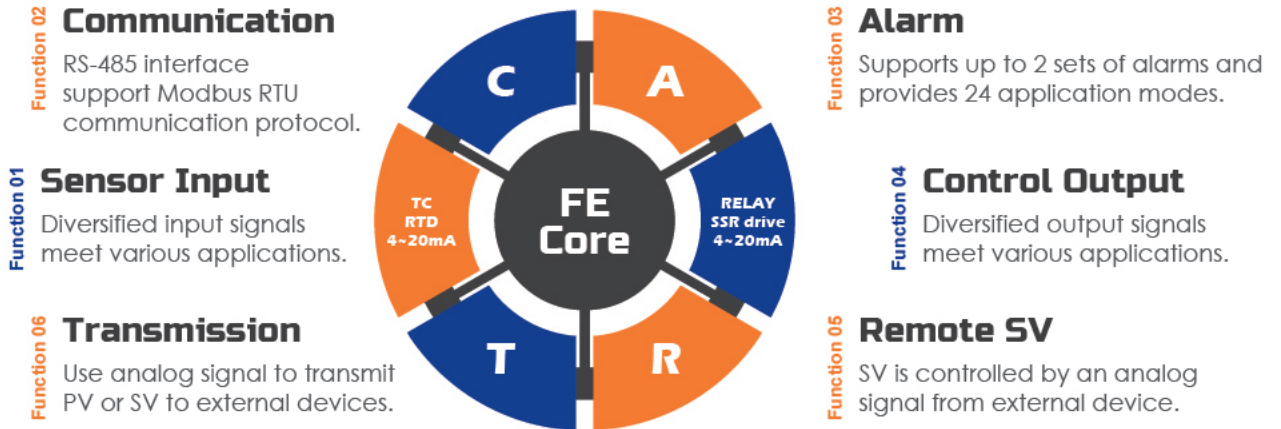 Function 02
Communication
RS-485 interface
support Modbus RTU
communication protocol.
Function 01
Sensor Input
Diversified input signals
meet various applications.
Function 06
Transmission
Use analog signal to transmit
PV or SV to external devices.
C
A
TC
RTD
4~20mA
FE
Core
RELAY
SSR drive
4~20mA
T
R
Function 03
Alarm
Supports up to 2 sets of alarms and
provides 24 application modes.
Function 04
Control Output
Diversified output signals
meet various applications.
Function 05
Remote SV
SV is controlled by an analog
signal from external device.